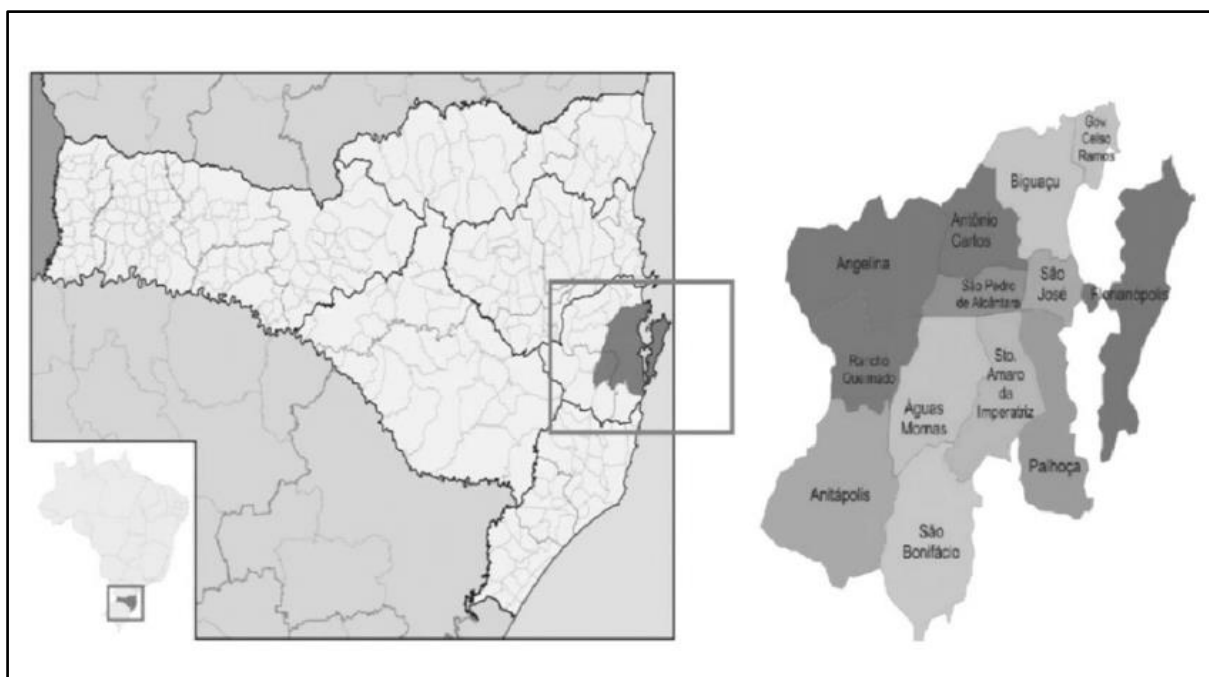 Gov.
Celso
Ramos
Biguaçu
Antônio
Carlos
Angelina
São Pedro
de Alcântara
São
José
Florianópolis
Rancho
Queimado
Sto.
Amaro
da
Imperatriz
Águas
Mornas
Palhoça
Anitápolis
São
Bonifácio